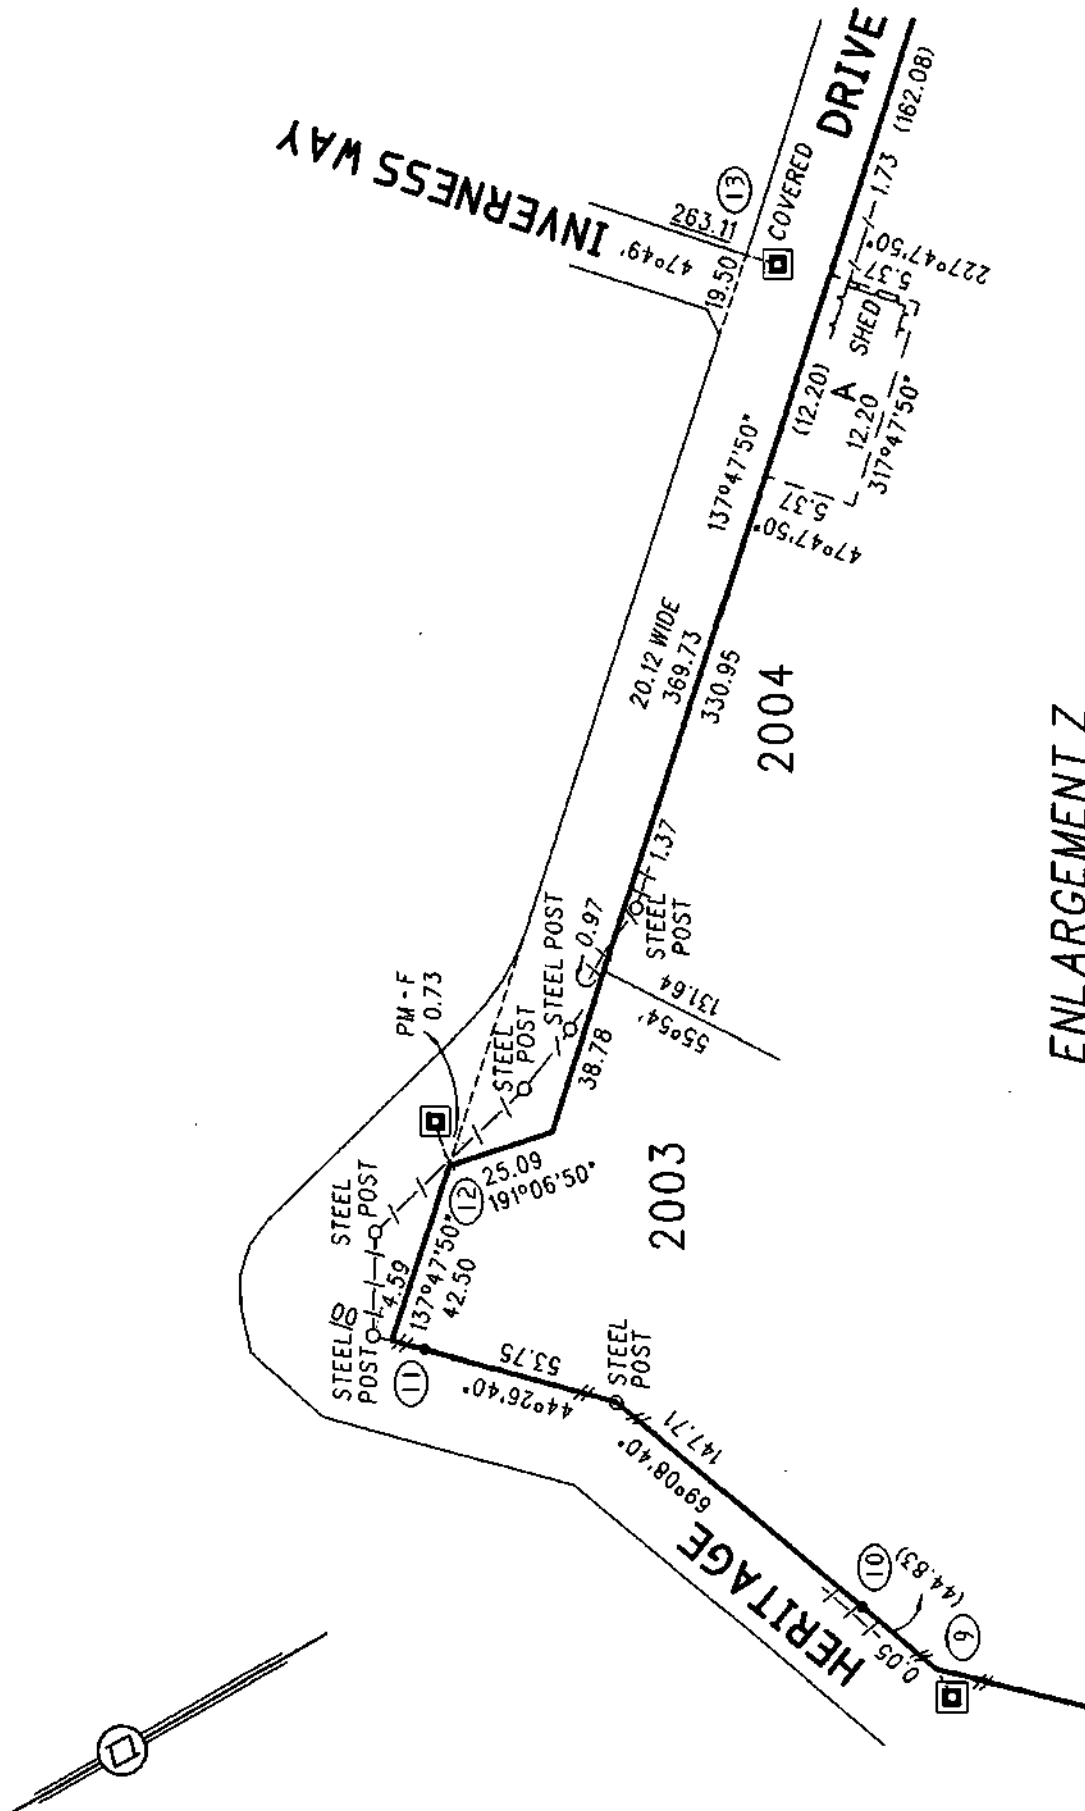 INVERNESS WAY
DRIVE
(162.08)
263.11
13
COVERED
47°49'
19.50
1.73
227°47'50"
5.37
SHED
(12.20)
A
12.20
317°47'50"
137°47'50"
5.37
47°47'50"
20.12 WIDE
369.73
330.95
2004
ENLARGEMENT Z
1.37
STEEL
POST
0.97
STEEL POST
131.64
55°54'
PM-F
0.73
STEEL
POST
38.78
STEEL
POST
12
25.09
191°06'50"
2003
4.59
137°47'50"
42.50
STEEL
POST
11
53.75
44°26'40"
STEEL
POST
147.71
69°08'40"
HERITAGE
10
(44.83)
0.05
9